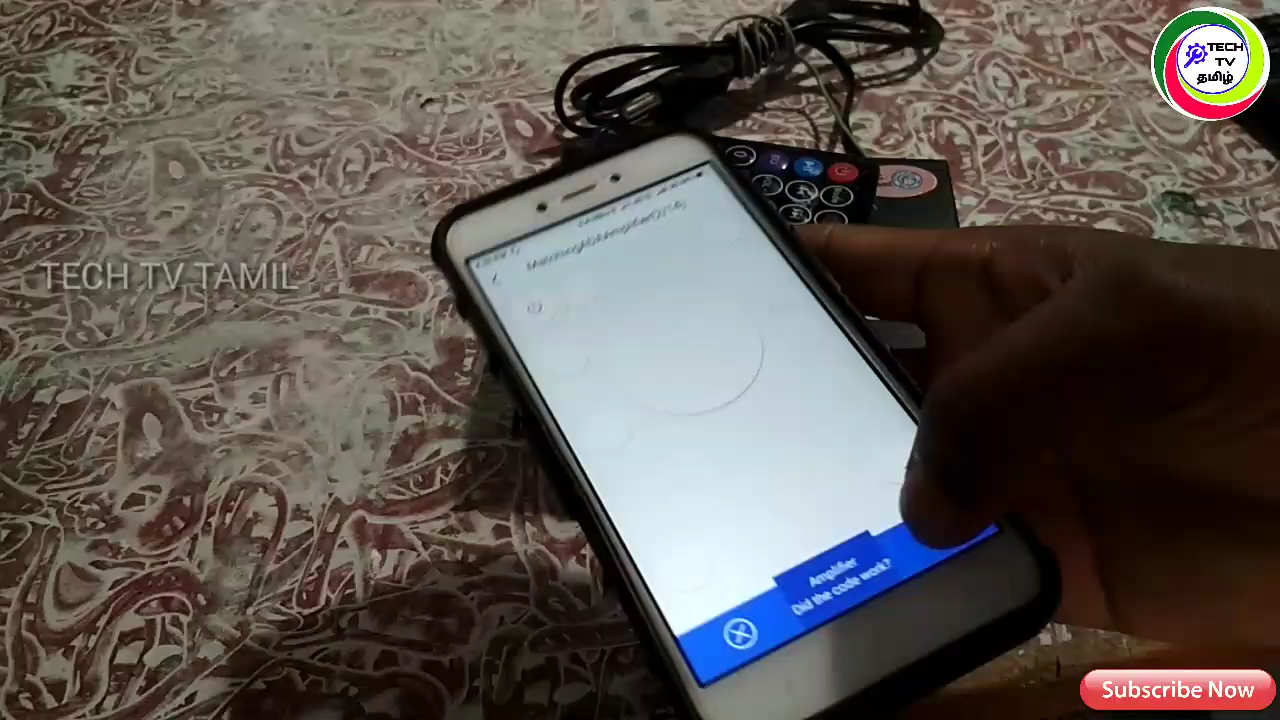 TECH
TV
தமிழ்
TECH TV TAMIL
Amplifier
Did the code work?
Subscribe Now